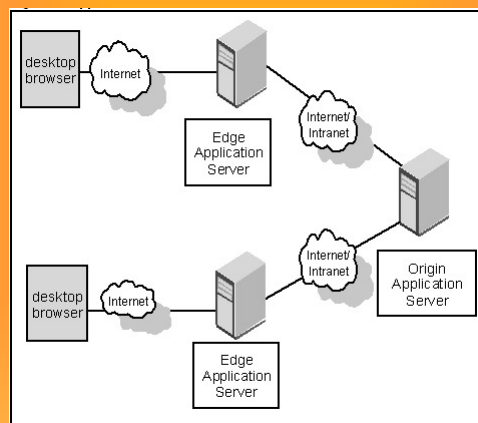 desktop
browser
Internet
Edge
Application
Server
Internet/
Intranet
Origin
Application
Server
Internet/
Intranet
desktop
browser
Internet
Edge
Application
Server